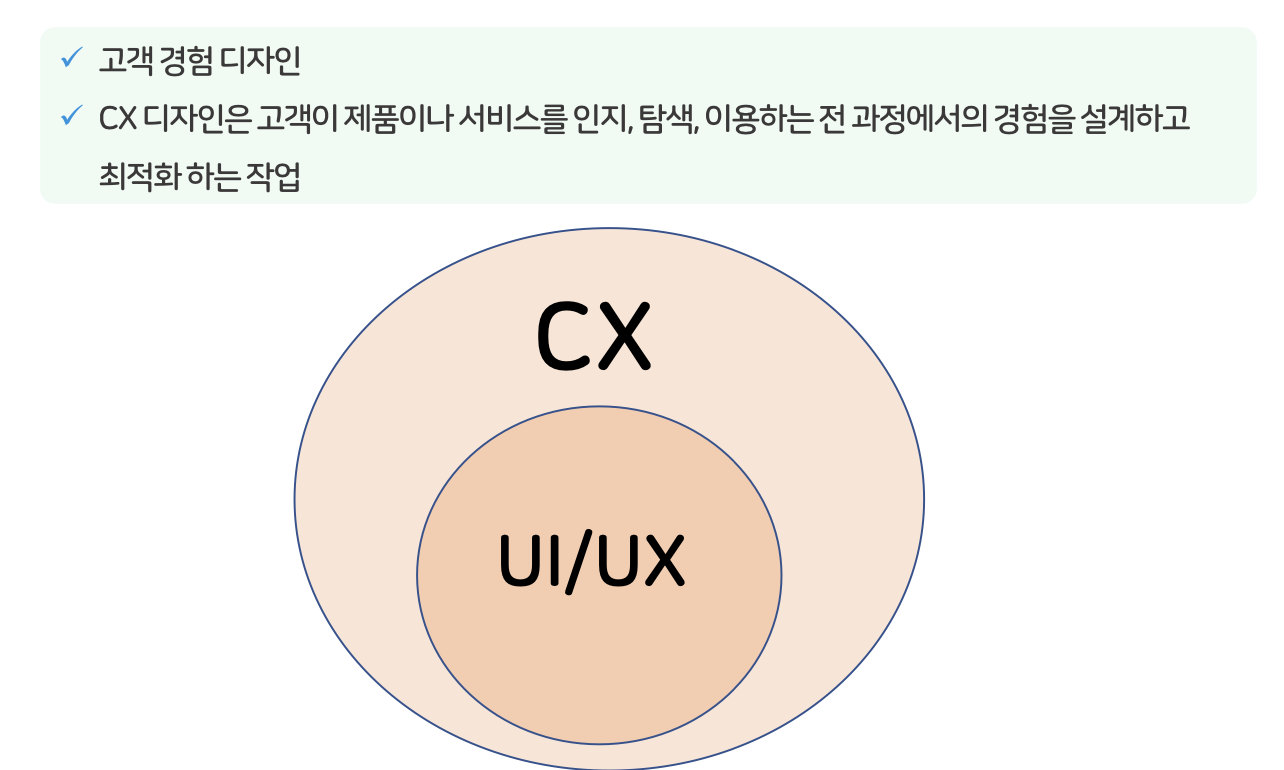 ✓ 고객 경험 디자인
✓ CX 디자인은 고객이 제품이나 서비스를 인지, 탐색, 이용하는 전 과정에서의 경험을 설계하고
최적화 하는 작업
CX
UI/UX